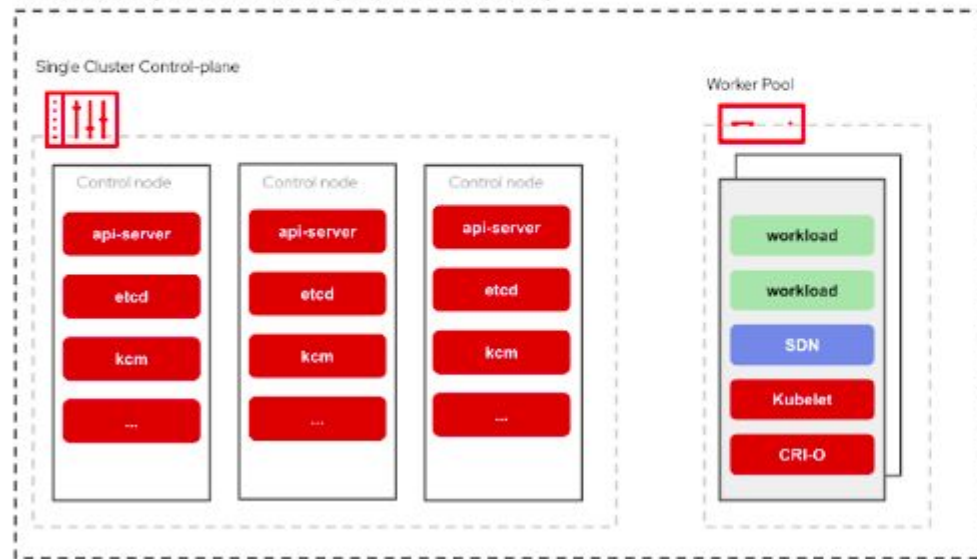 Single Cluster Control-plane
Worker Pool
Control node
api-server
etcd
kcm
...
Control node
api-server
etcd
kcm
...
Control node
api-server
etcd
kcm
...
workload
workload
SDN
Kubelet
CRI-O